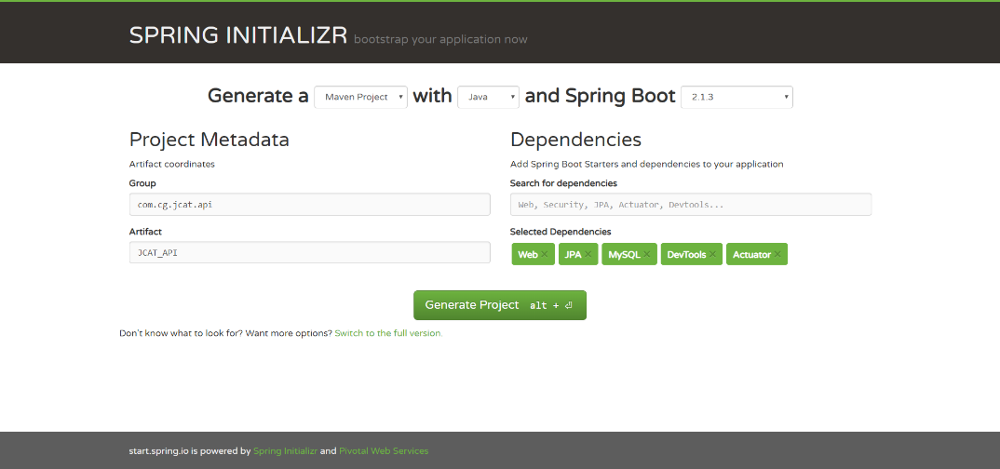 SPRING INITIALIZR bootstrap your application now
Generate a Maven Project with Java and Spring Boot 2.1.3
Project Metadata
Artifact coordinates
Group
com.cg.jcat.api
Artifact
JCAT_API
Dependencies
Add Spring Boot Starters and dependencies to your application
Search for dependencies
Web, Security, JPA, Actuator, Devtools...
Selected Dependencies
Web × JPA × MySQL × DevTools × Actuator ×
Generate Project alt + ⏎
Don't know what to look for? Want more options? Switch to the full version.
start.spring.io is powered by Spring Initializr and Pivotal Web Services